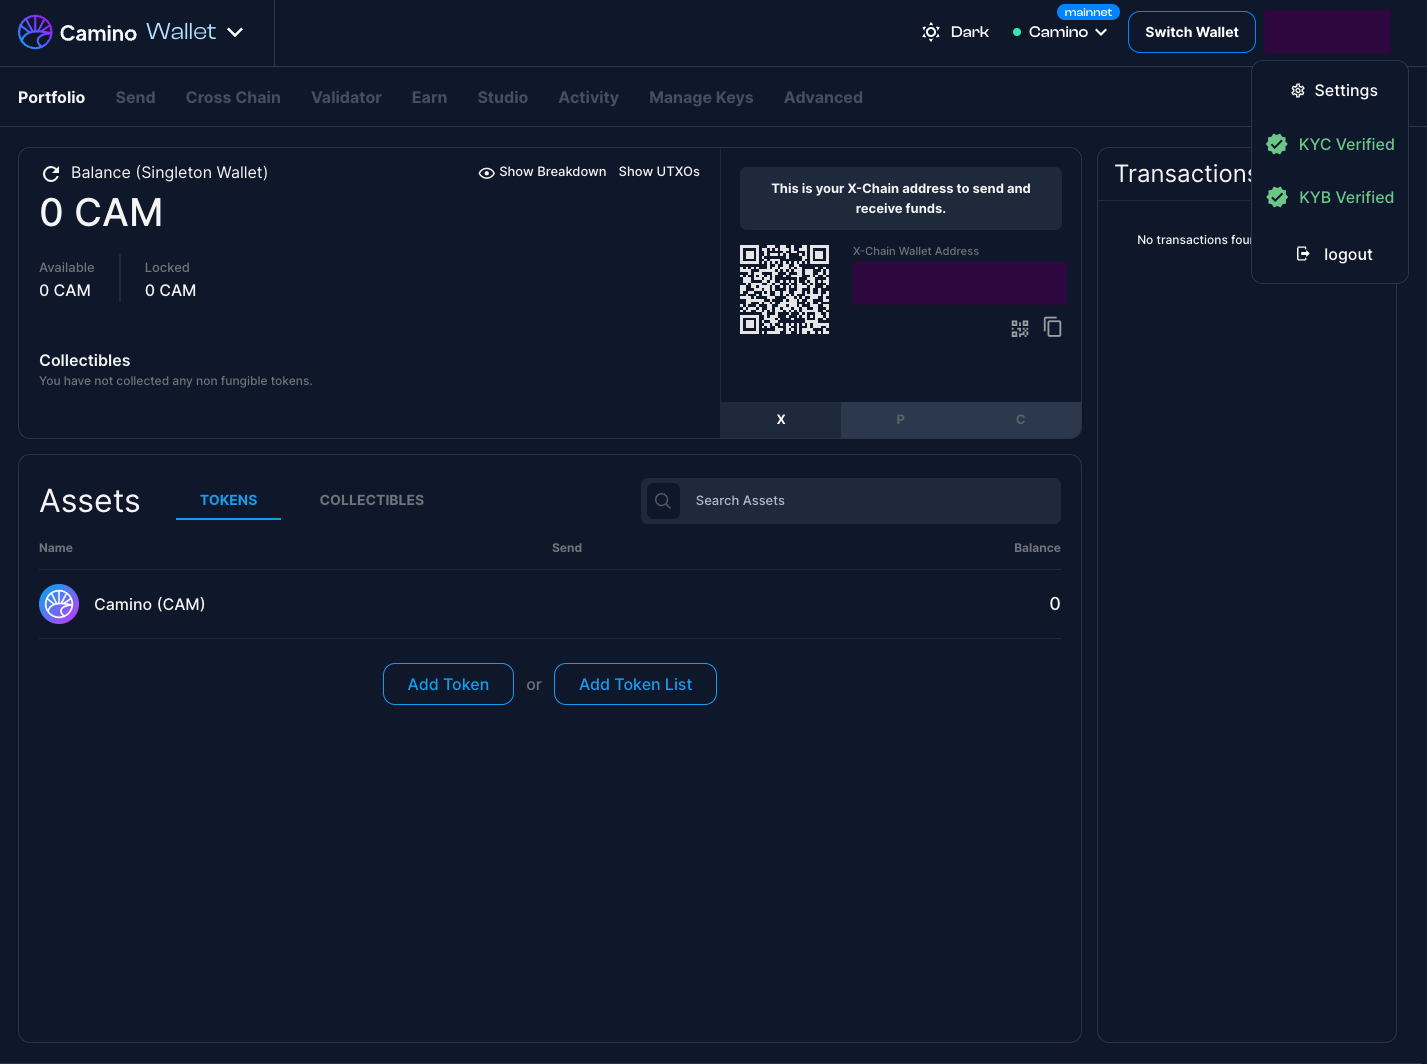 Camino Wallet
Dark
mainnet
Camino
Switch Wallet
Portfolio
Send
Cross Chain
Validator
Earn
Studio
Activity
Manage Keys
Advanced
Settings
KYC Verified
KYB Verified
logout
Balance (Singleton Wallet)
Show Breakdown
Show UTXOs
0 CAM
Available
0 CAM
Locked
0 CAM
Collectibles
You have not collected any non fungible tokens.
This is your X-Chain address to send and
receive funds.
X-Chain Wallet Address
X
P
C
Transactions
No transactions
Assets
TOKENS
COLLECTIBLES
Search Assets
Name
Send
Balance
Camino (CAM)
0
Add Token
or
Add Token List